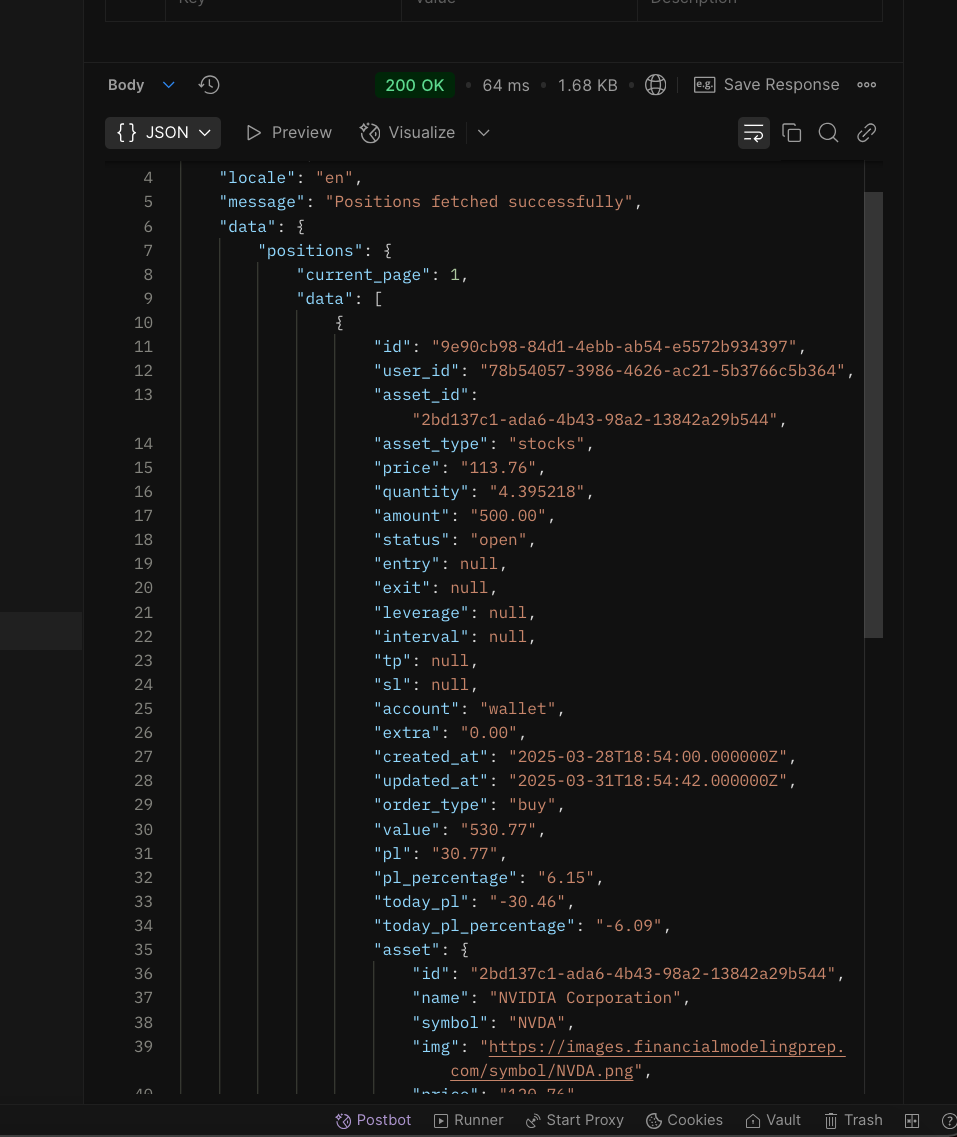 Key Value Description
Body 200 OK • 64 ms • 1.68 KB • e.g. Save Response
{} JSON Preview Visualize
4 "locale": "en",
5 "message": "Positions fetched successfully",
6 "data": {
7 "positions": {
8 "current_page": 1,
9 "data": [
10 {
11 "id": "9e90cb98-84d1-4ebb-ab54-e5572b934397",
12 "user_id": "78b54057-3986-4626-ac21-5b3766c5b364",
13 "asset_id":
"2bd137c1-ada6-4b43-98a2-13842a29b544",
14 "asset_type": "stocks",
15 "price": "113.76",
16 "quantity": "4.395218",
17 "amount": "500.00",
18 "status": "open",
19 "entry": null,
20 "exit": null,
21 "leverage": null,
22 "interval": null,
23 "tp": null,
24 "sl": null,
25 "account": "wallet",
26 "extra": "0.00",
27 "created_at": "2025-03-28T18:54:00.000000Z",
28 "updated_at": "2025-03-31T18:54:42.000000Z",
29 "order_type": "buy",
30 "value": "530.77",
31 "pl": "30.77",
32 "pl_percentage": "6.15",
33 "today_pl": "-30.46",
34 "today_pl_percentage": "-6.09",
35 "asset": {
36 "id": "2bd137c1-ada6-4b43-98a2-13842a29b544",
37 "name": "NVIDIA Corporation",
38 "symbol": "NVDA",
39 "img": "https://images.financialmodelingprep.
com/symbol/NVDA.png",
40 "price": "120.76"
Postbot Runner Start Proxy Cookies Vault Trash